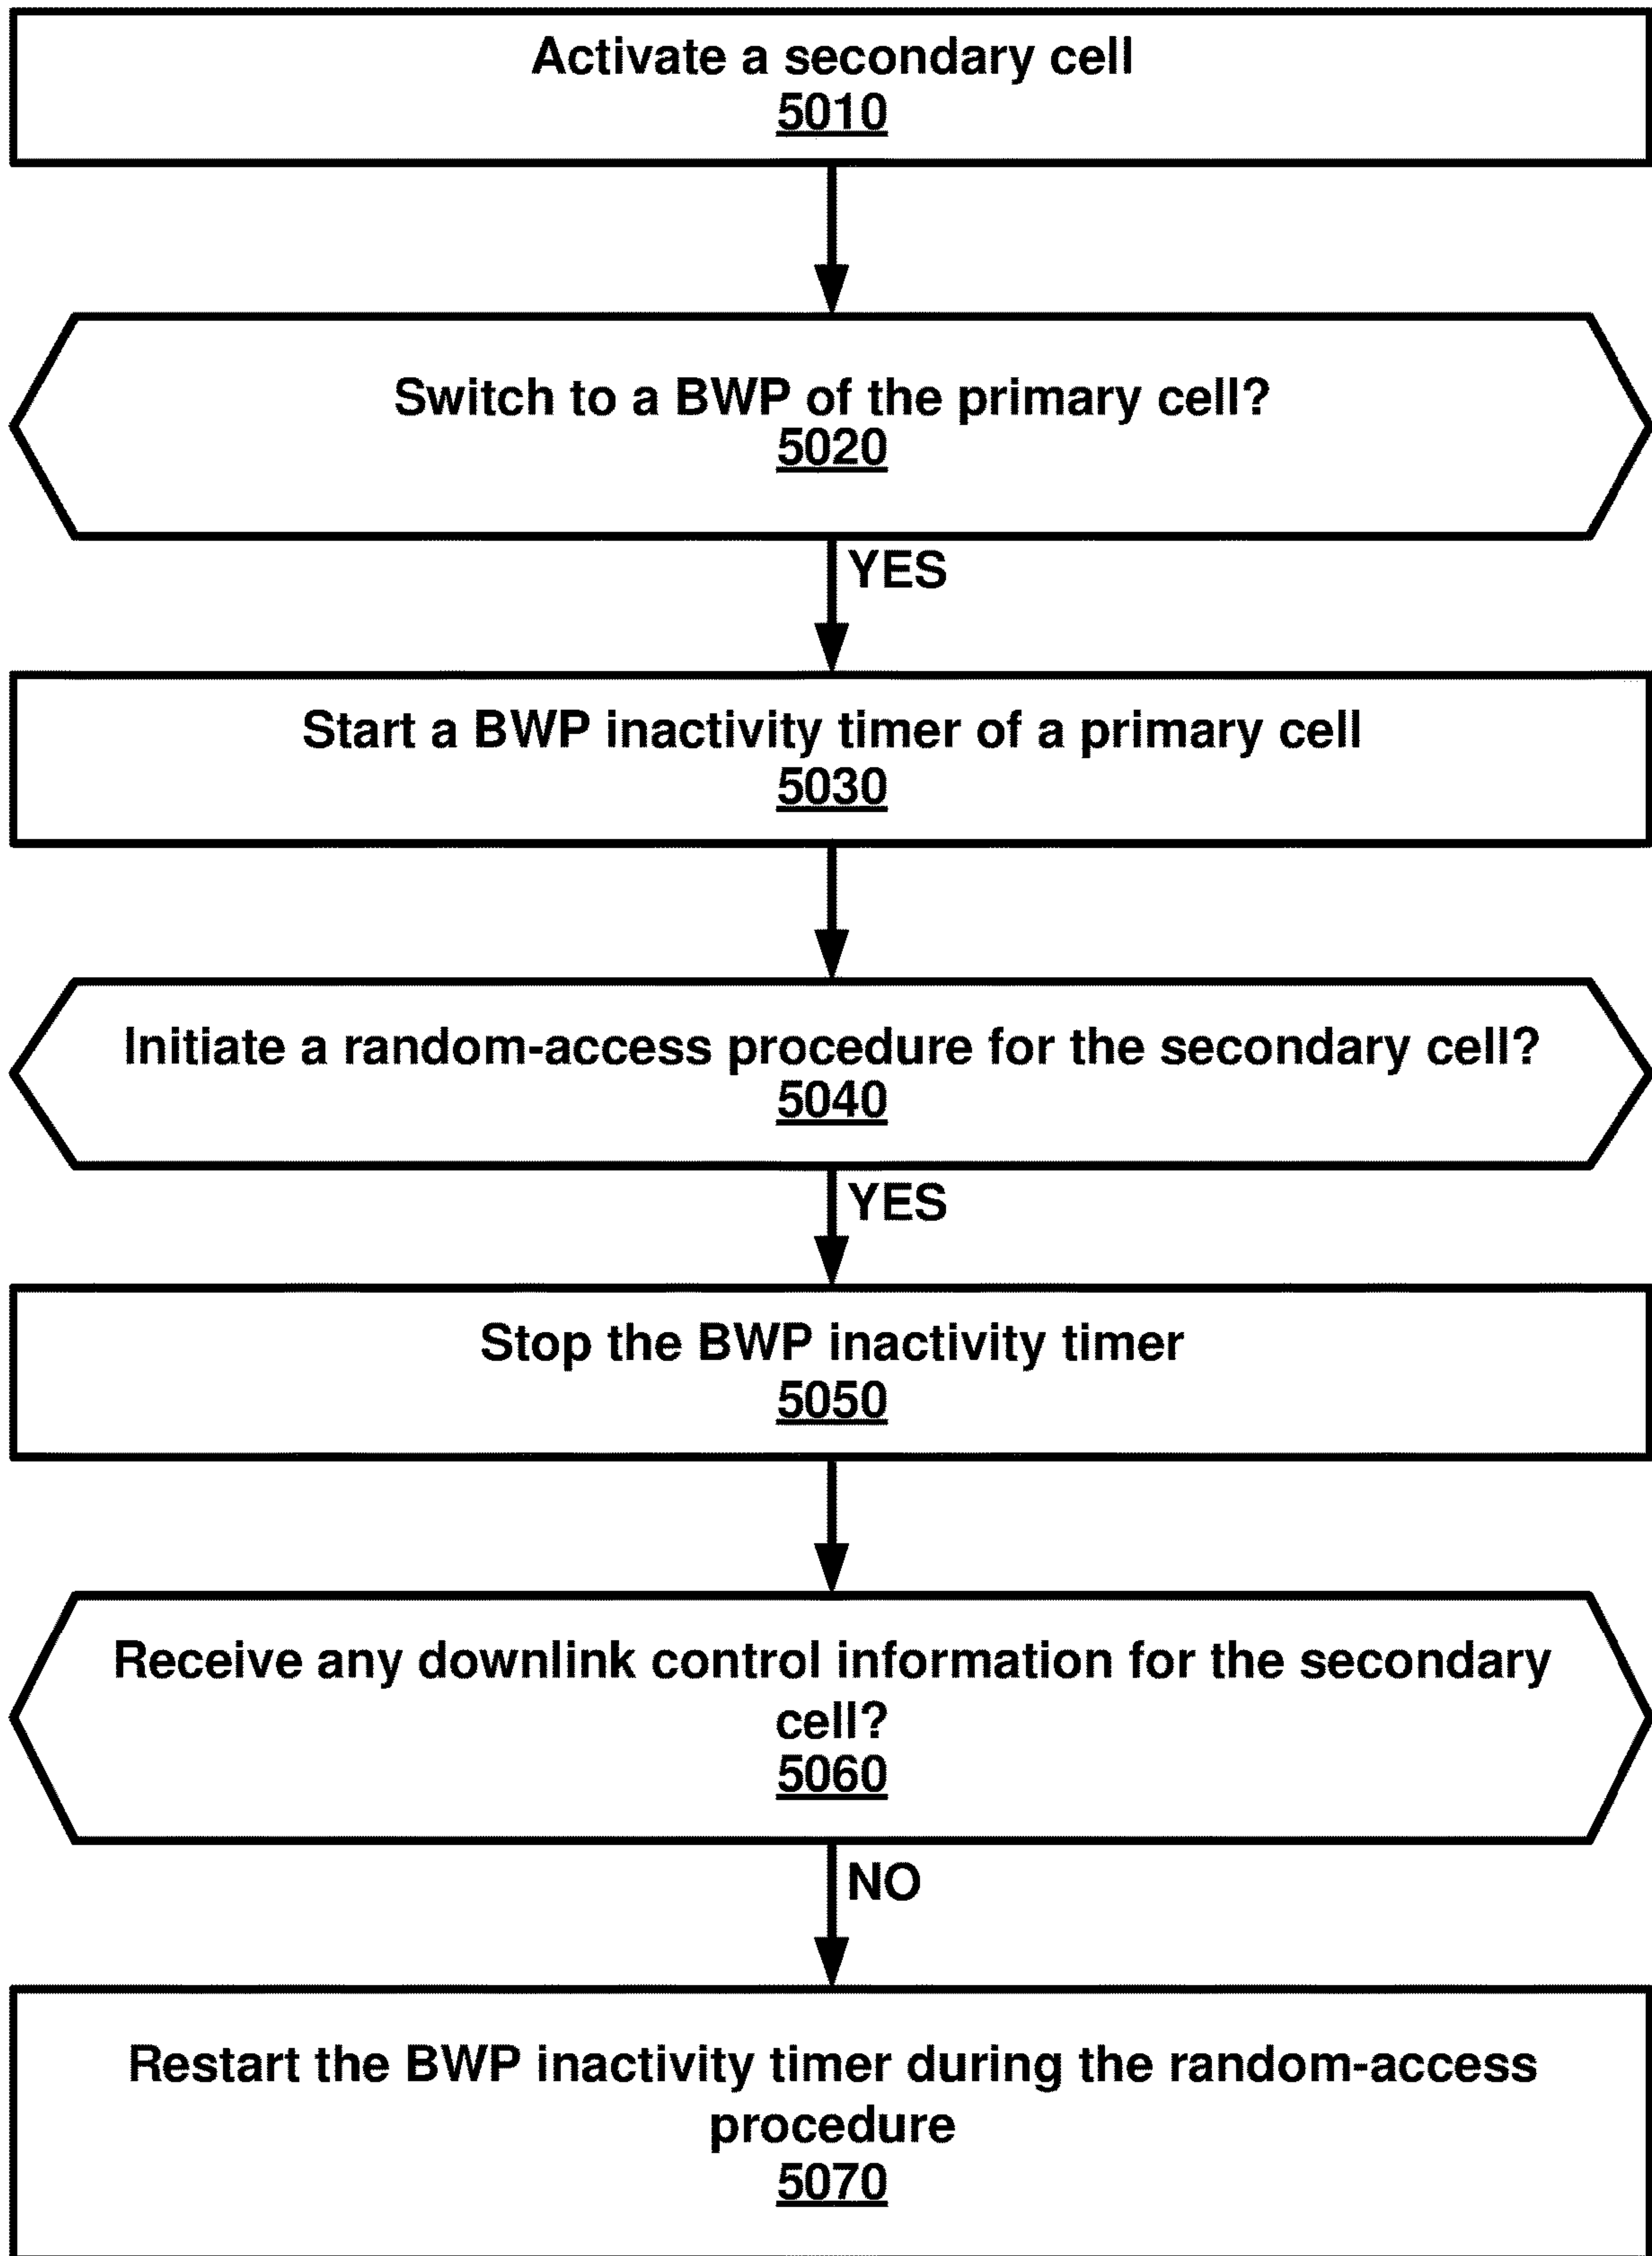 Activate a secondary cell
5010
Switch to a BWP of the primary cell?
5020
YES
Start a BWP inactivity timer of a primary cell
5030
Initiate a random-access procedure for the secondary cell?
5040
YES
Stop the BWP inactivity timer
5050
Receive any downlink control information for the secondary
cell?
5060
NO
Restart the BWP inactivity timer during the random-access
procedure
5070